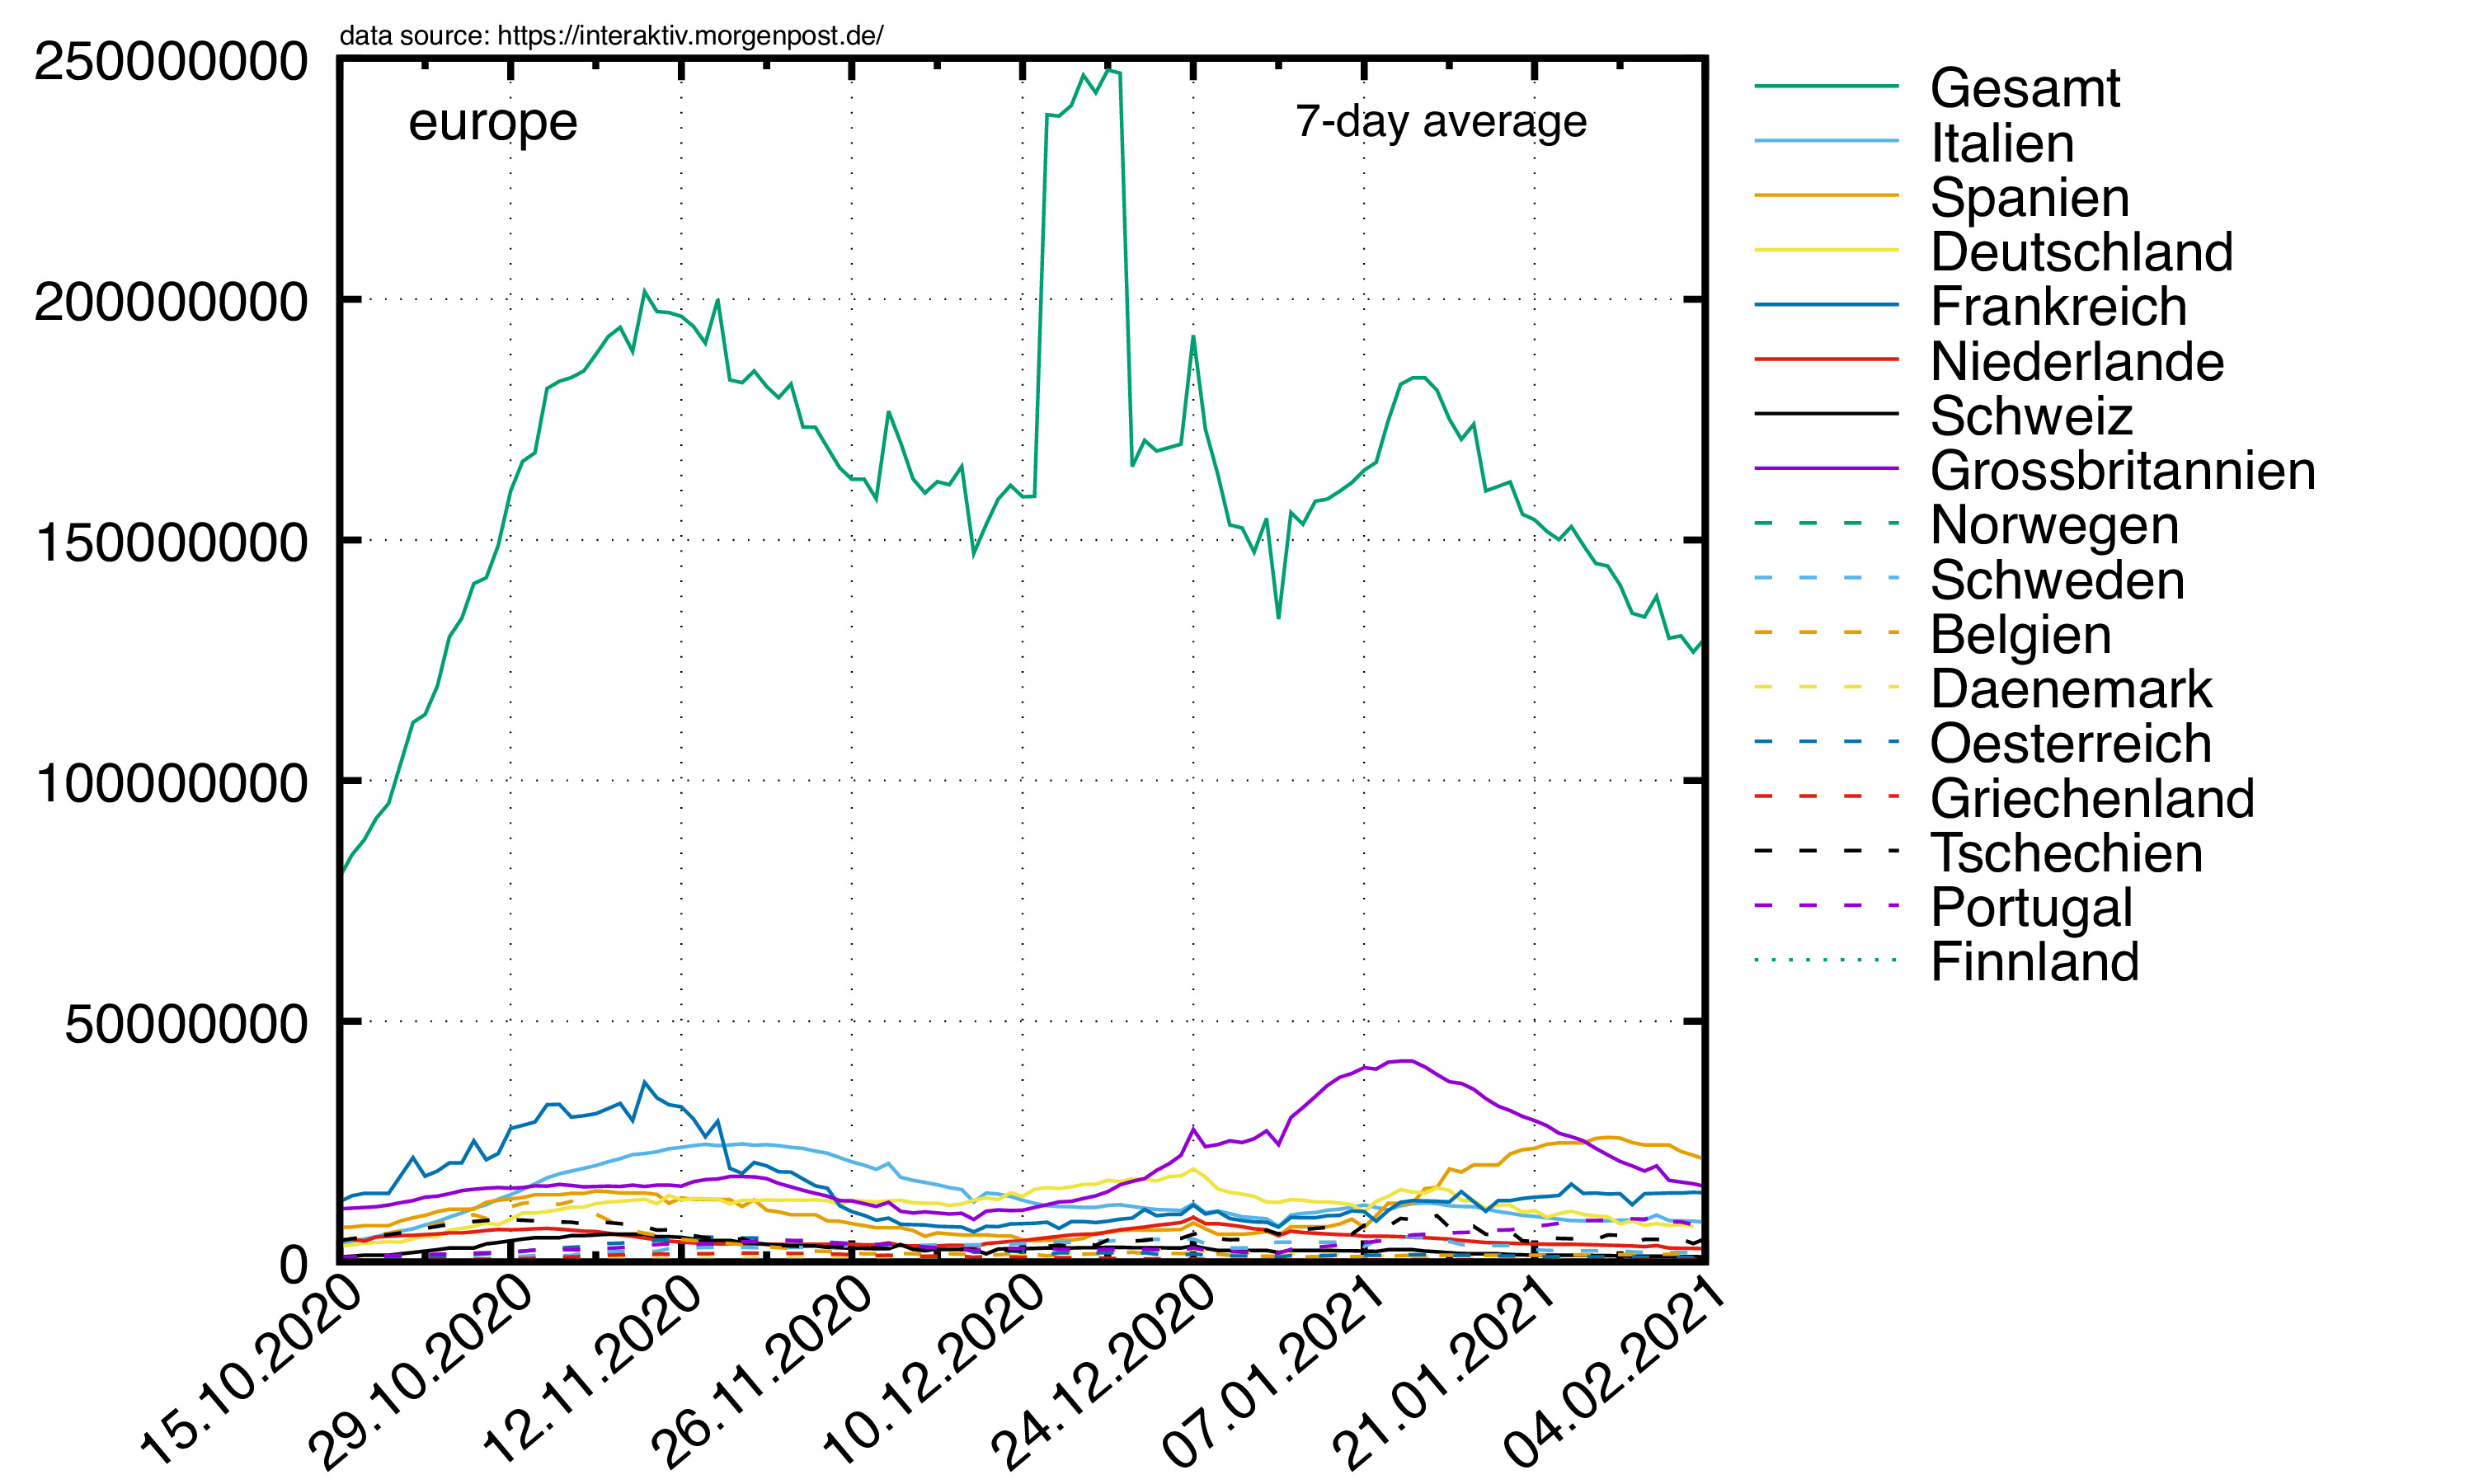 data source: https://interaktiv.morgenpost.de/
europe
7-day average
250000000
200000000
150000000
100000000
50000000
0
15.10.2020
29.10.2020
12.11.2020
26.11.2020
10.12.2020
24.12.2020
07.01.2021
21.01.2021
04.02.2021
Gesamt
Italien
Spanien
Deutschland
Frankreich
Niederlande
Schweiz
Grossbritannien
Norwegen
Schweden
Belgien
Daenemark
Oesterreich
Griechenland
Tschechien
Portugal
Finnland